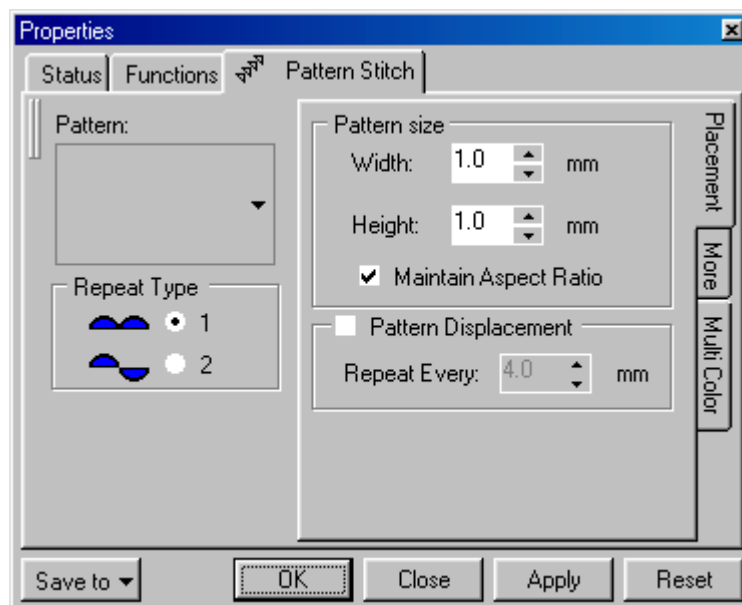 Properties
Status Functions Pattern Stitch
Pattern:
Repeat Type
1
2
Pattern size
Width: 1.0 mm
Height: 1.0 mm
Maintain Aspect Ratio
Pattern Displacement
Repeat Every: 4.0 mm
Placement
More
Multi Color
Save to OK Close Apply Reset